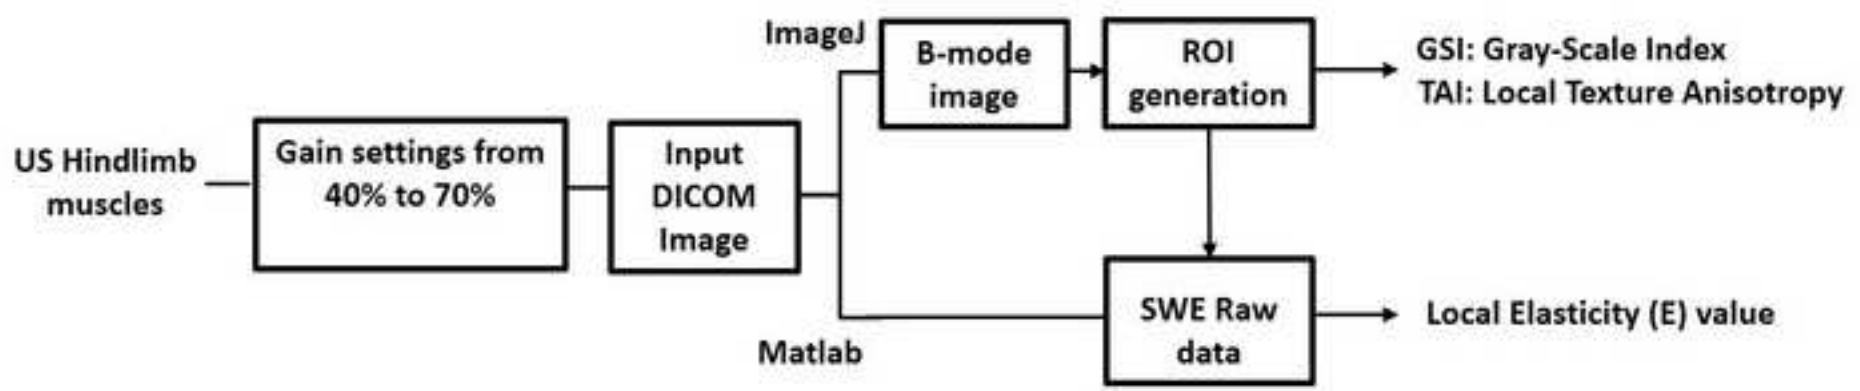 US Hindlimb
muscles
Gain settings from
40% to 70%
Input
DICOM
Image
ImageJ
B-mode
image
ROI
generation
GSI: Gray-Scale Index
TAI: Local Texture Anisotropy
Matlab
SWE Raw
data
Local Elasticity (E) value